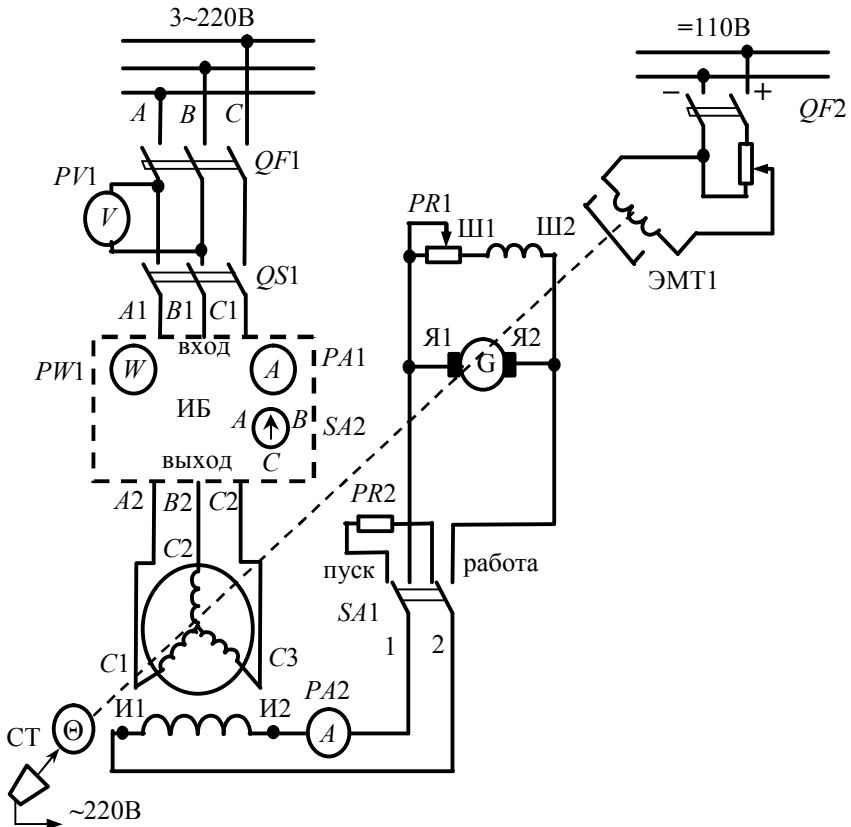 3~220В
=110В
A
B
C
−
+
QF2
QF1
PV1
V
PR1
Ш1
Ш2
QS1
ЭМТ1
A1
B1
C1
вход
Я1
Я2
PW1
W
A
PA1
G
ИБ
A
B
SA2
C
выход
A2
B2
C2
PR2
C2
пуск
работа
SA1
1
2
C1
C3
PA2
И1
И2
A
СТ
Θ
~220В